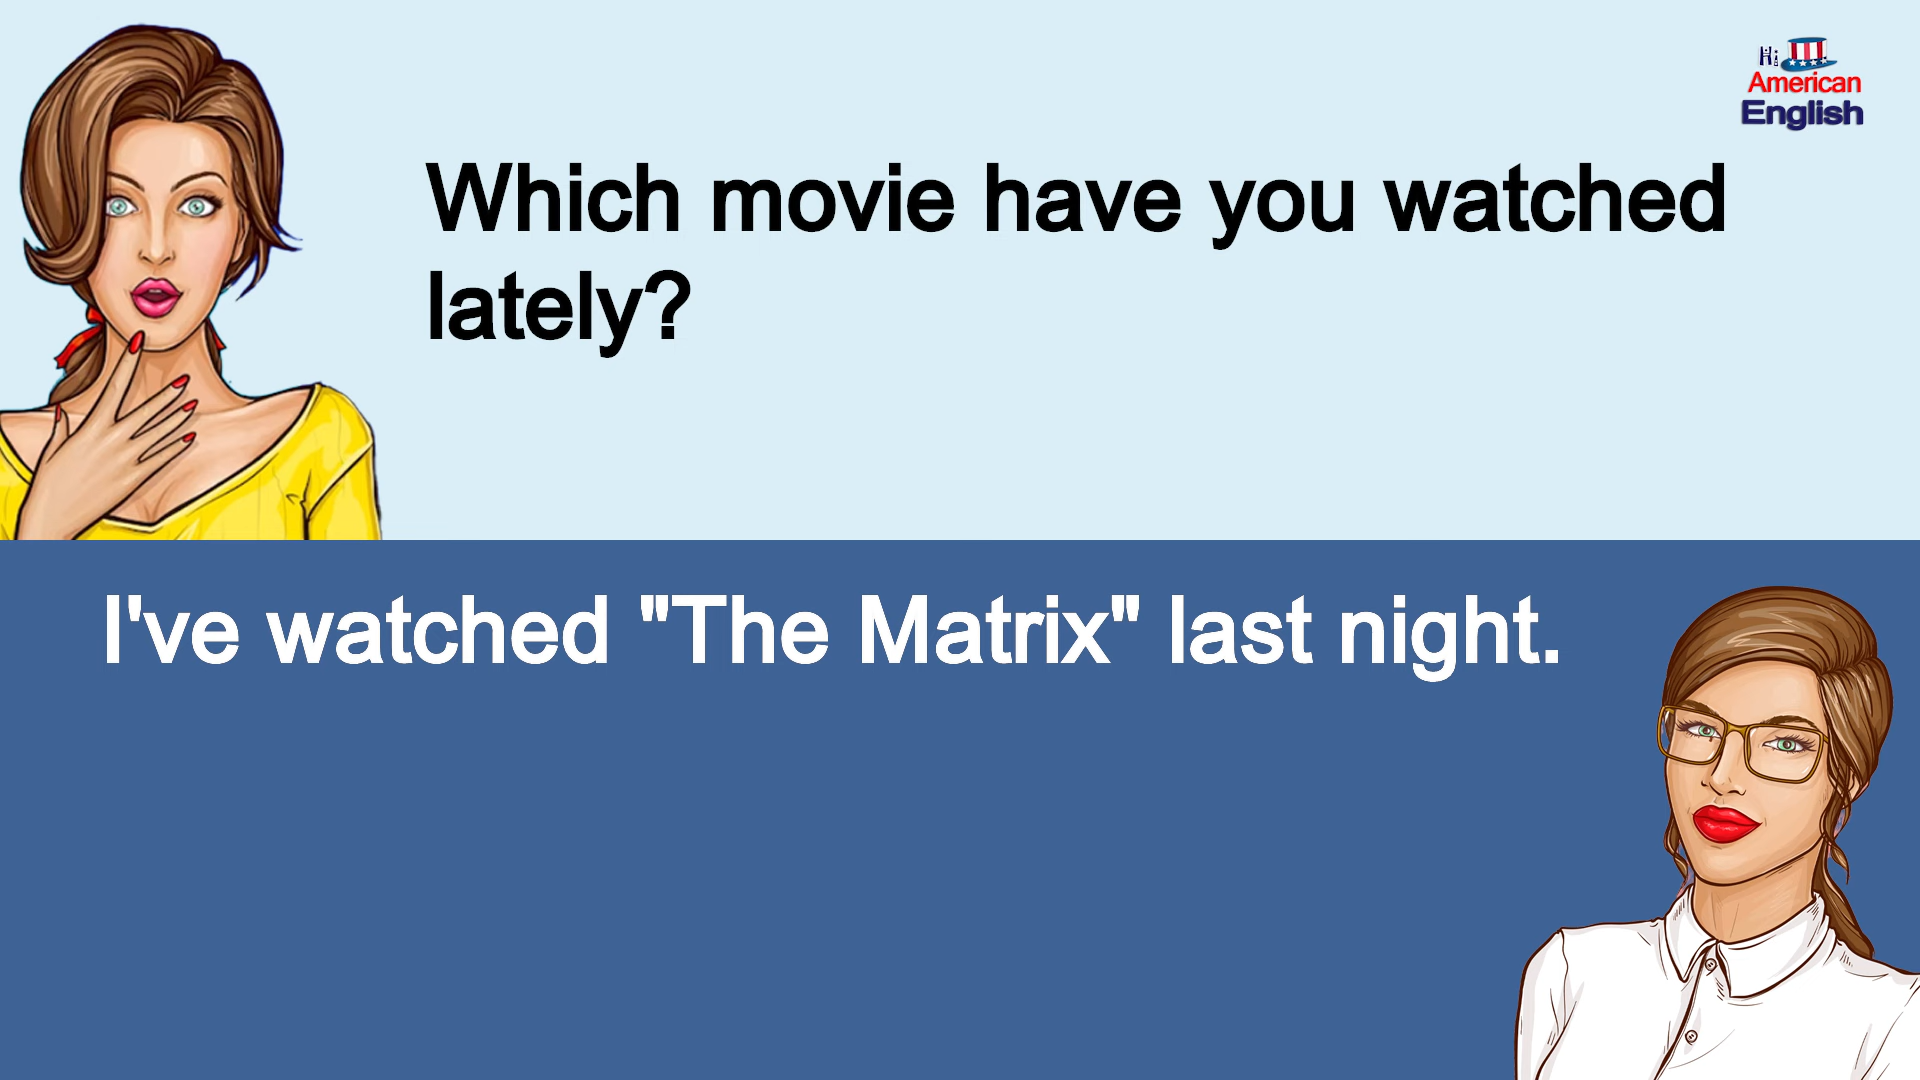 Hi
American
English
Which movie have you watched
lately?
I've watched "The Matrix" last night.